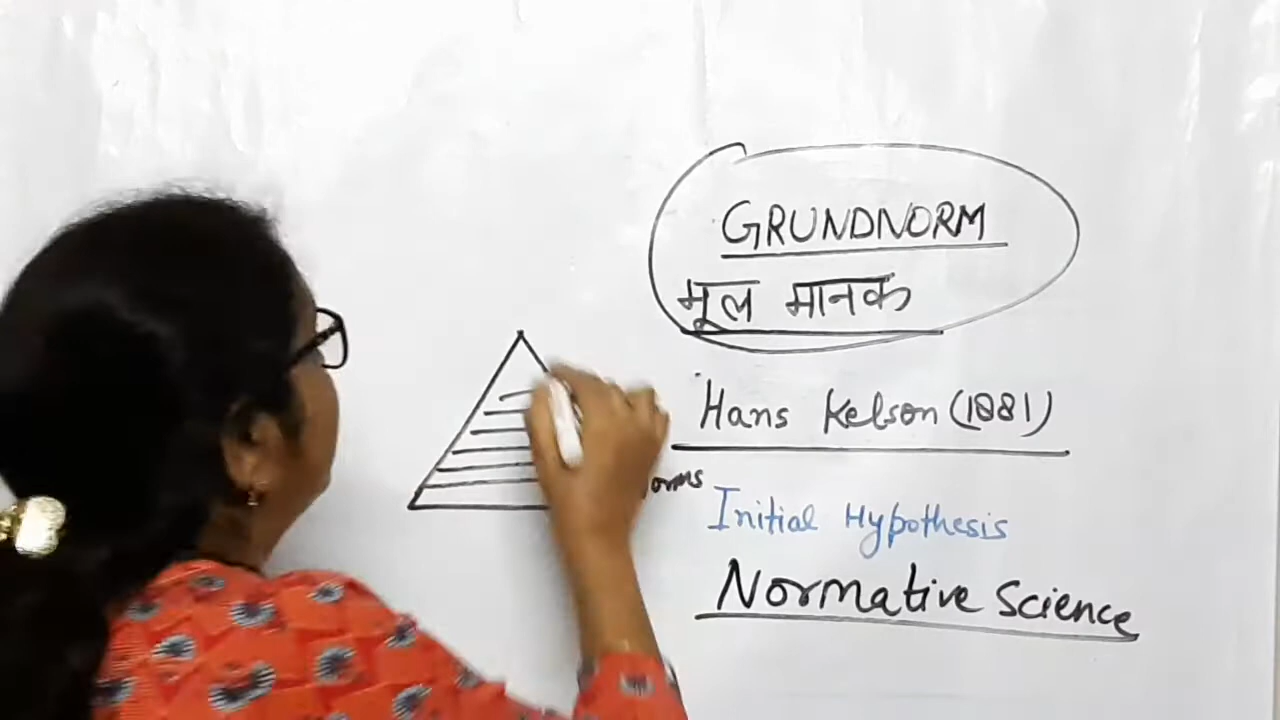 GRUNDNORM
मूल मानक
Hans Kelson (1881)
Initial Hypothesis
Normative Science